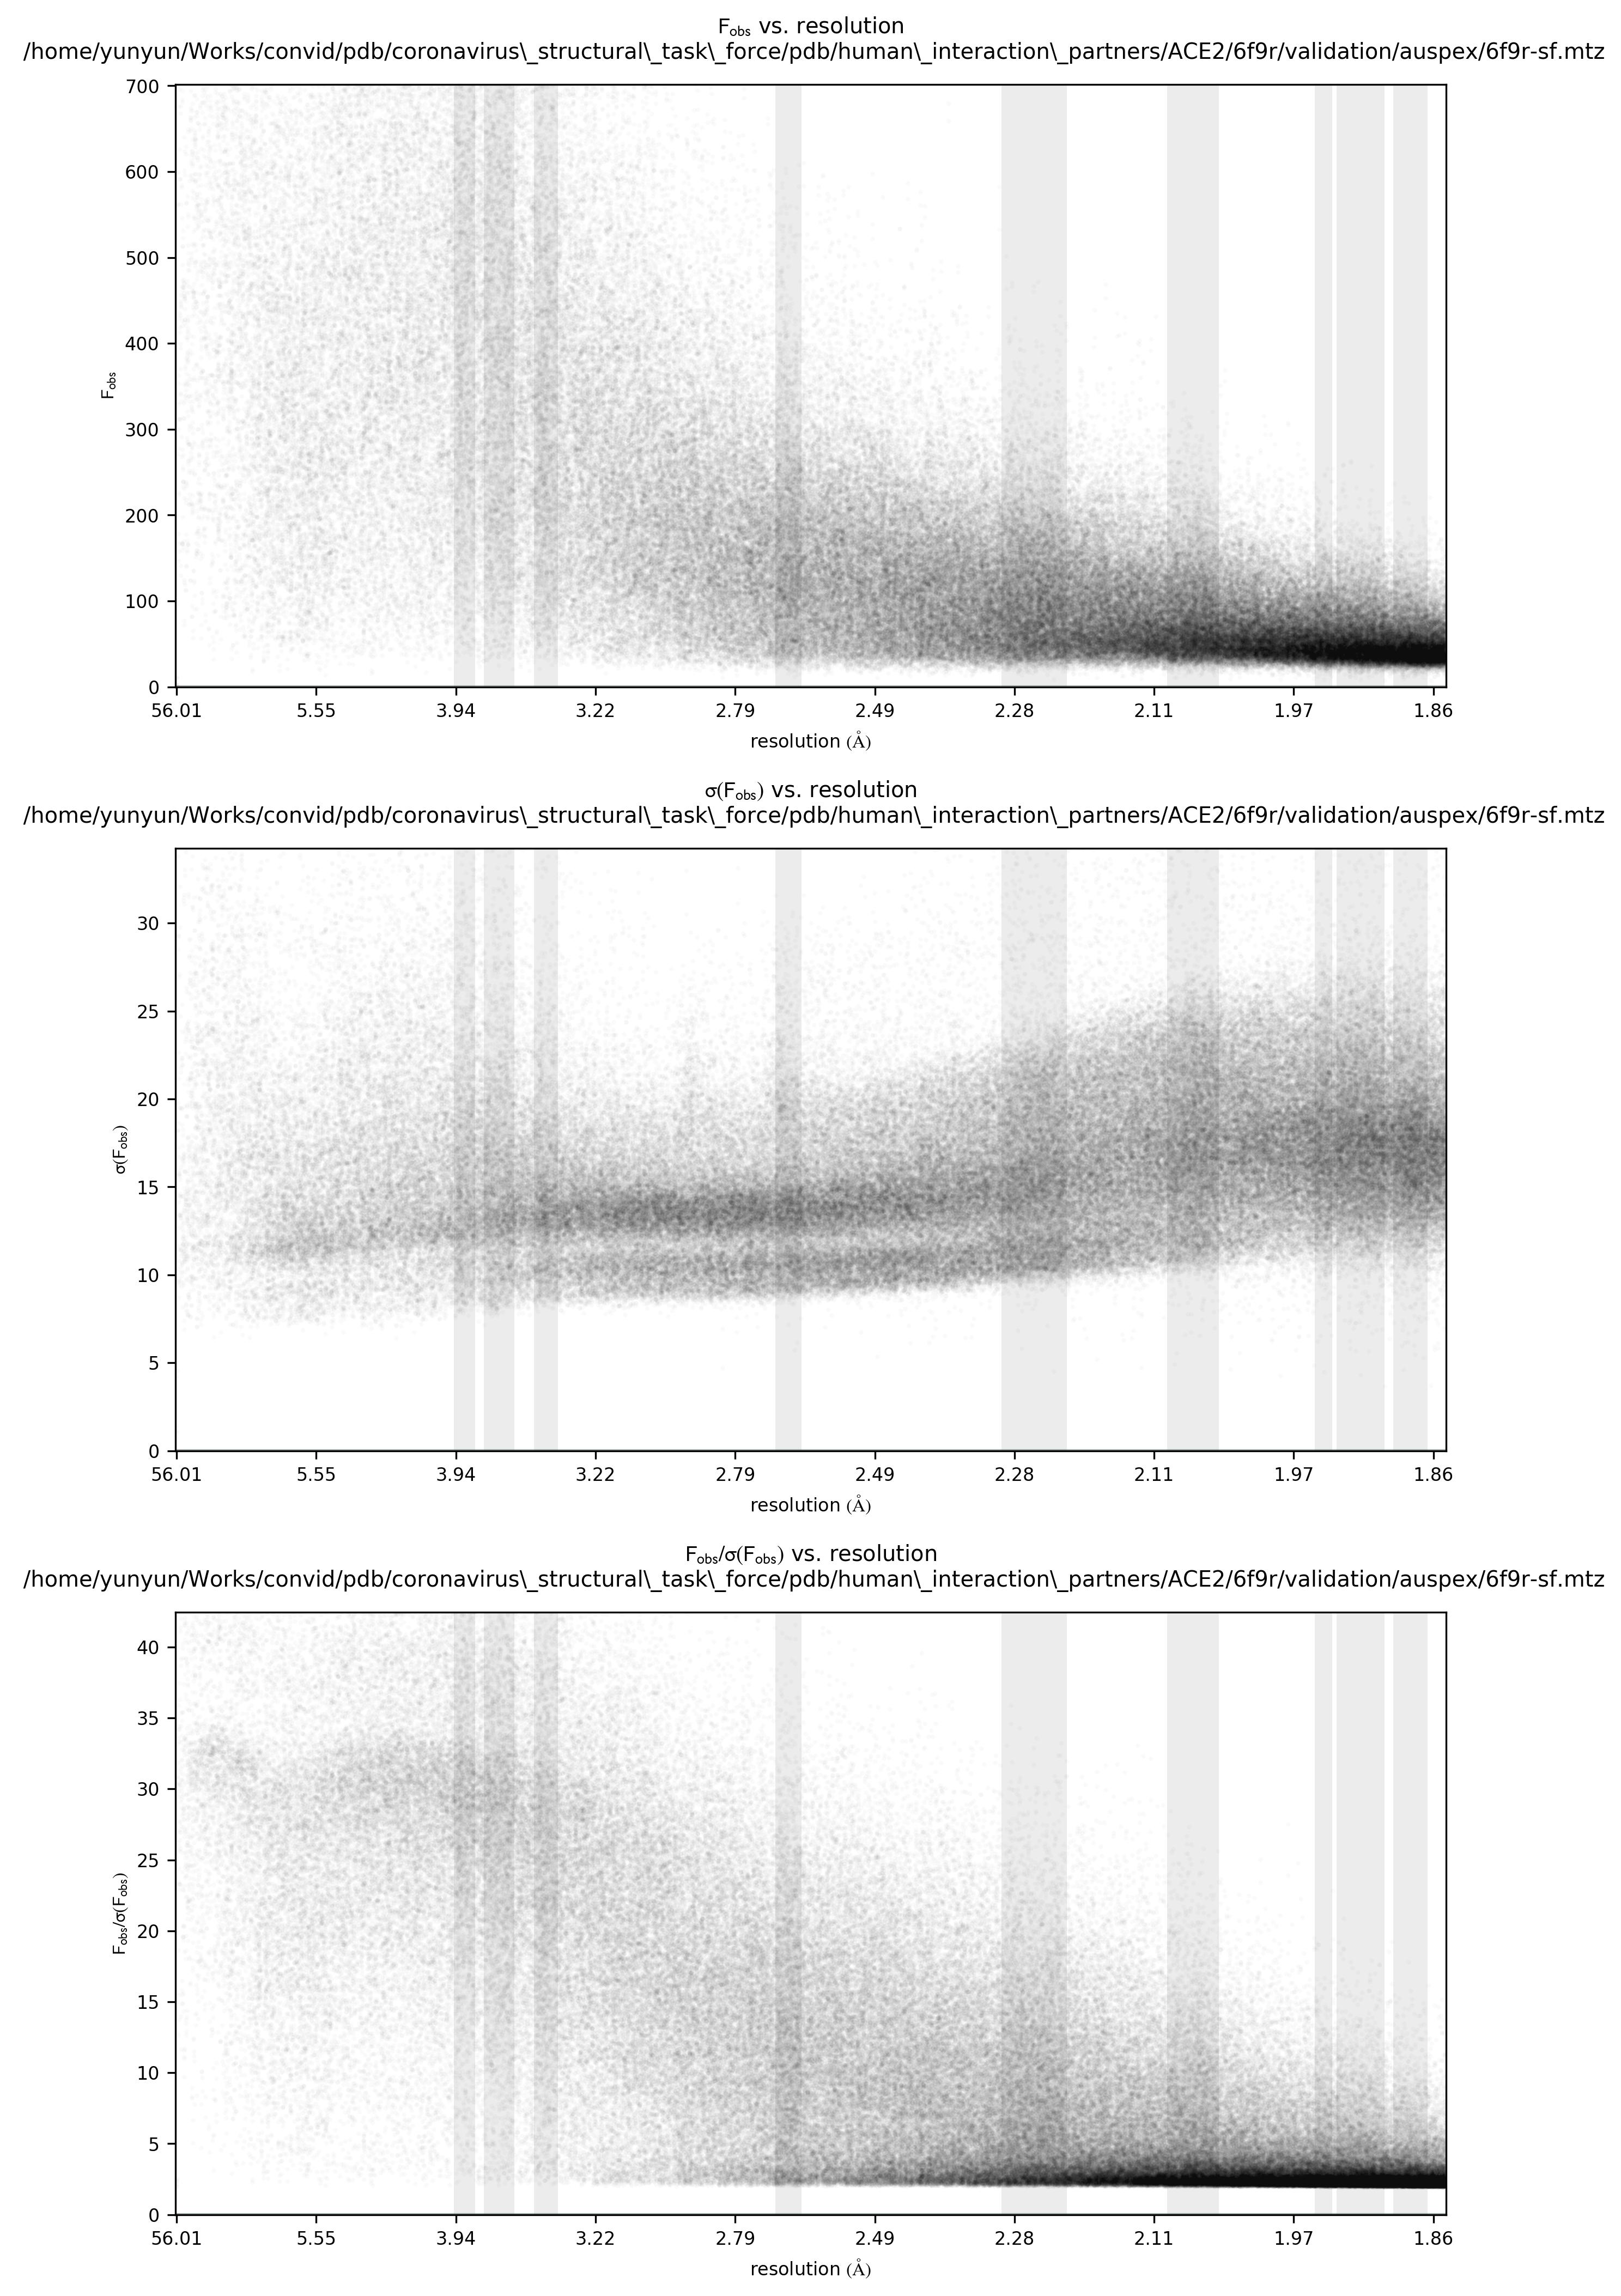 Fobs vs. resolution
/home/yunyun/Works/convid/pdb/coronavirus\_structural\_task\_force/pdb/human\_interaction\_partners/ACE2/6f9r/validation/auspex/6f9r-sf.mtz
700
600
500
400
300
200
100
0
Fobs
56.01 5.55 3.94 3.22 2.79 2.49 2.28 2.11 1.97 1.86
resolution (Å)
σ(Fobs) vs. resolution
/home/yunyun/Works/convid/pdb/coronavirus\_structural\_task\_force/pdb/human\_interaction\_partners/ACE2/6f9r/validation/auspex/6f9r-sf.mtz
30
25
20
15
10
5
0
σ(Fobs)
56.01 5.55 3.94 3.22 2.79 2.49 2.28 2.11 1.97 1.86
resolution (Å)
Fobs/σ(Fobs) vs. resolution
/home/yunyun/Works/convid/pdb/coronavirus\_structural\_task\_force/pdb/human\_interaction\_partners/ACE2/6f9r/validation/auspex/6f9r-sf.mtz
40
35
30
25
20
15
10
5
0
Fobs/σ(Fobs)
56.01 5.55 3.94 3.22 2.79 2.49 2.28 2.11 1.97 1.86
resolution (Å)